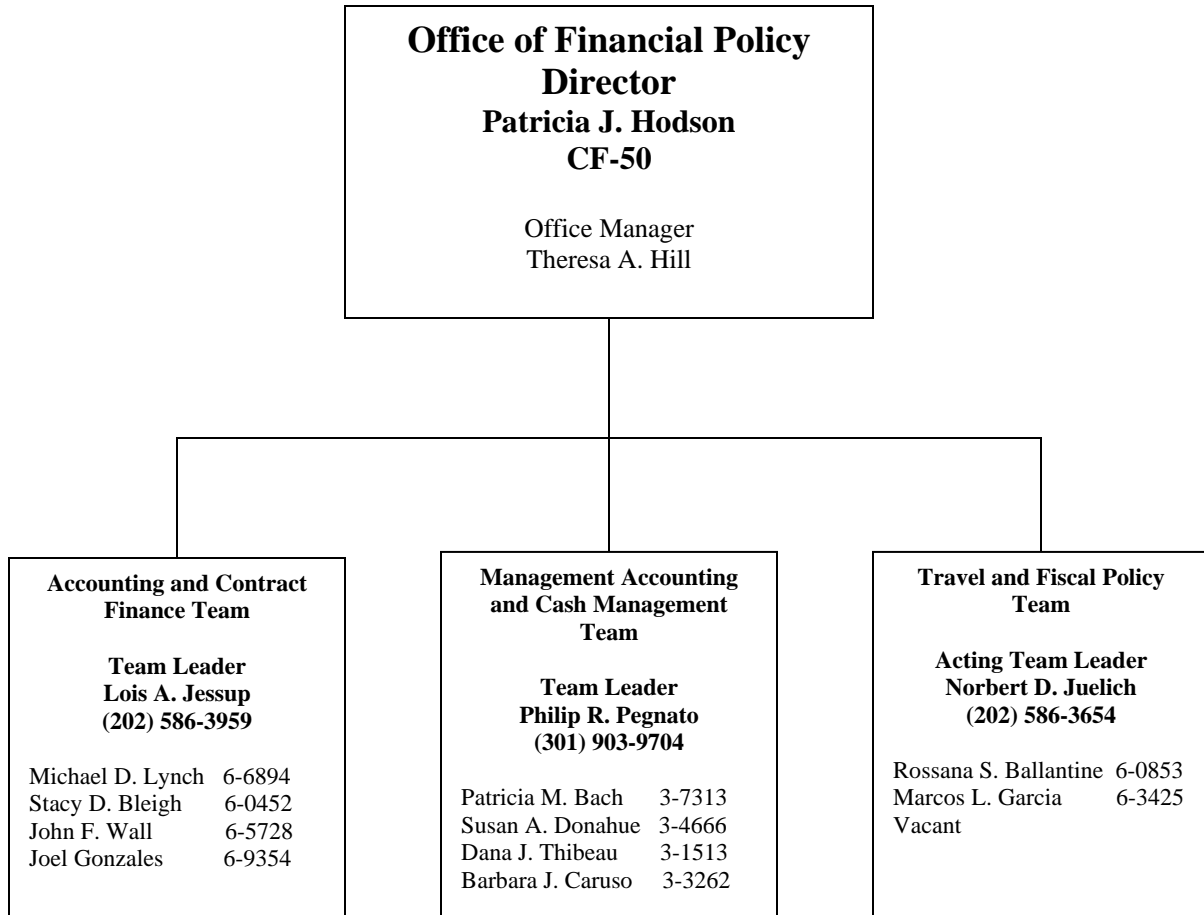 Office of Financial Policy
Director
Patricia J. Hodson
CF-50
Office Manager
Theresa A. Hill
Accounting and Contract
Finance Team
Team Leader
Lois A. Jessup
(202) 586-3959
Michael D. Lynch 6-6894
Stacy D. Bleigh 6-0452
John F. Wall 6-5728
Joel Gonzales 6-9354
Management Accounting
and Cash Management
Team
Team Leader
Philip R. Pegnato
(301) 903-9704
Patricia M. Bach 3-7313
Susan A. Donahue 3-4666
Dana J. Thibeau 3-1513
Barbara J. Caruso 3-3262
Travel and Fiscal Policy
Team
Acting Team Leader
Norbert D. Juelich
(202) 586-3654
Rossana S. Ballantine 6-0853
Marcos L. Garcia 6-3425
Vacant